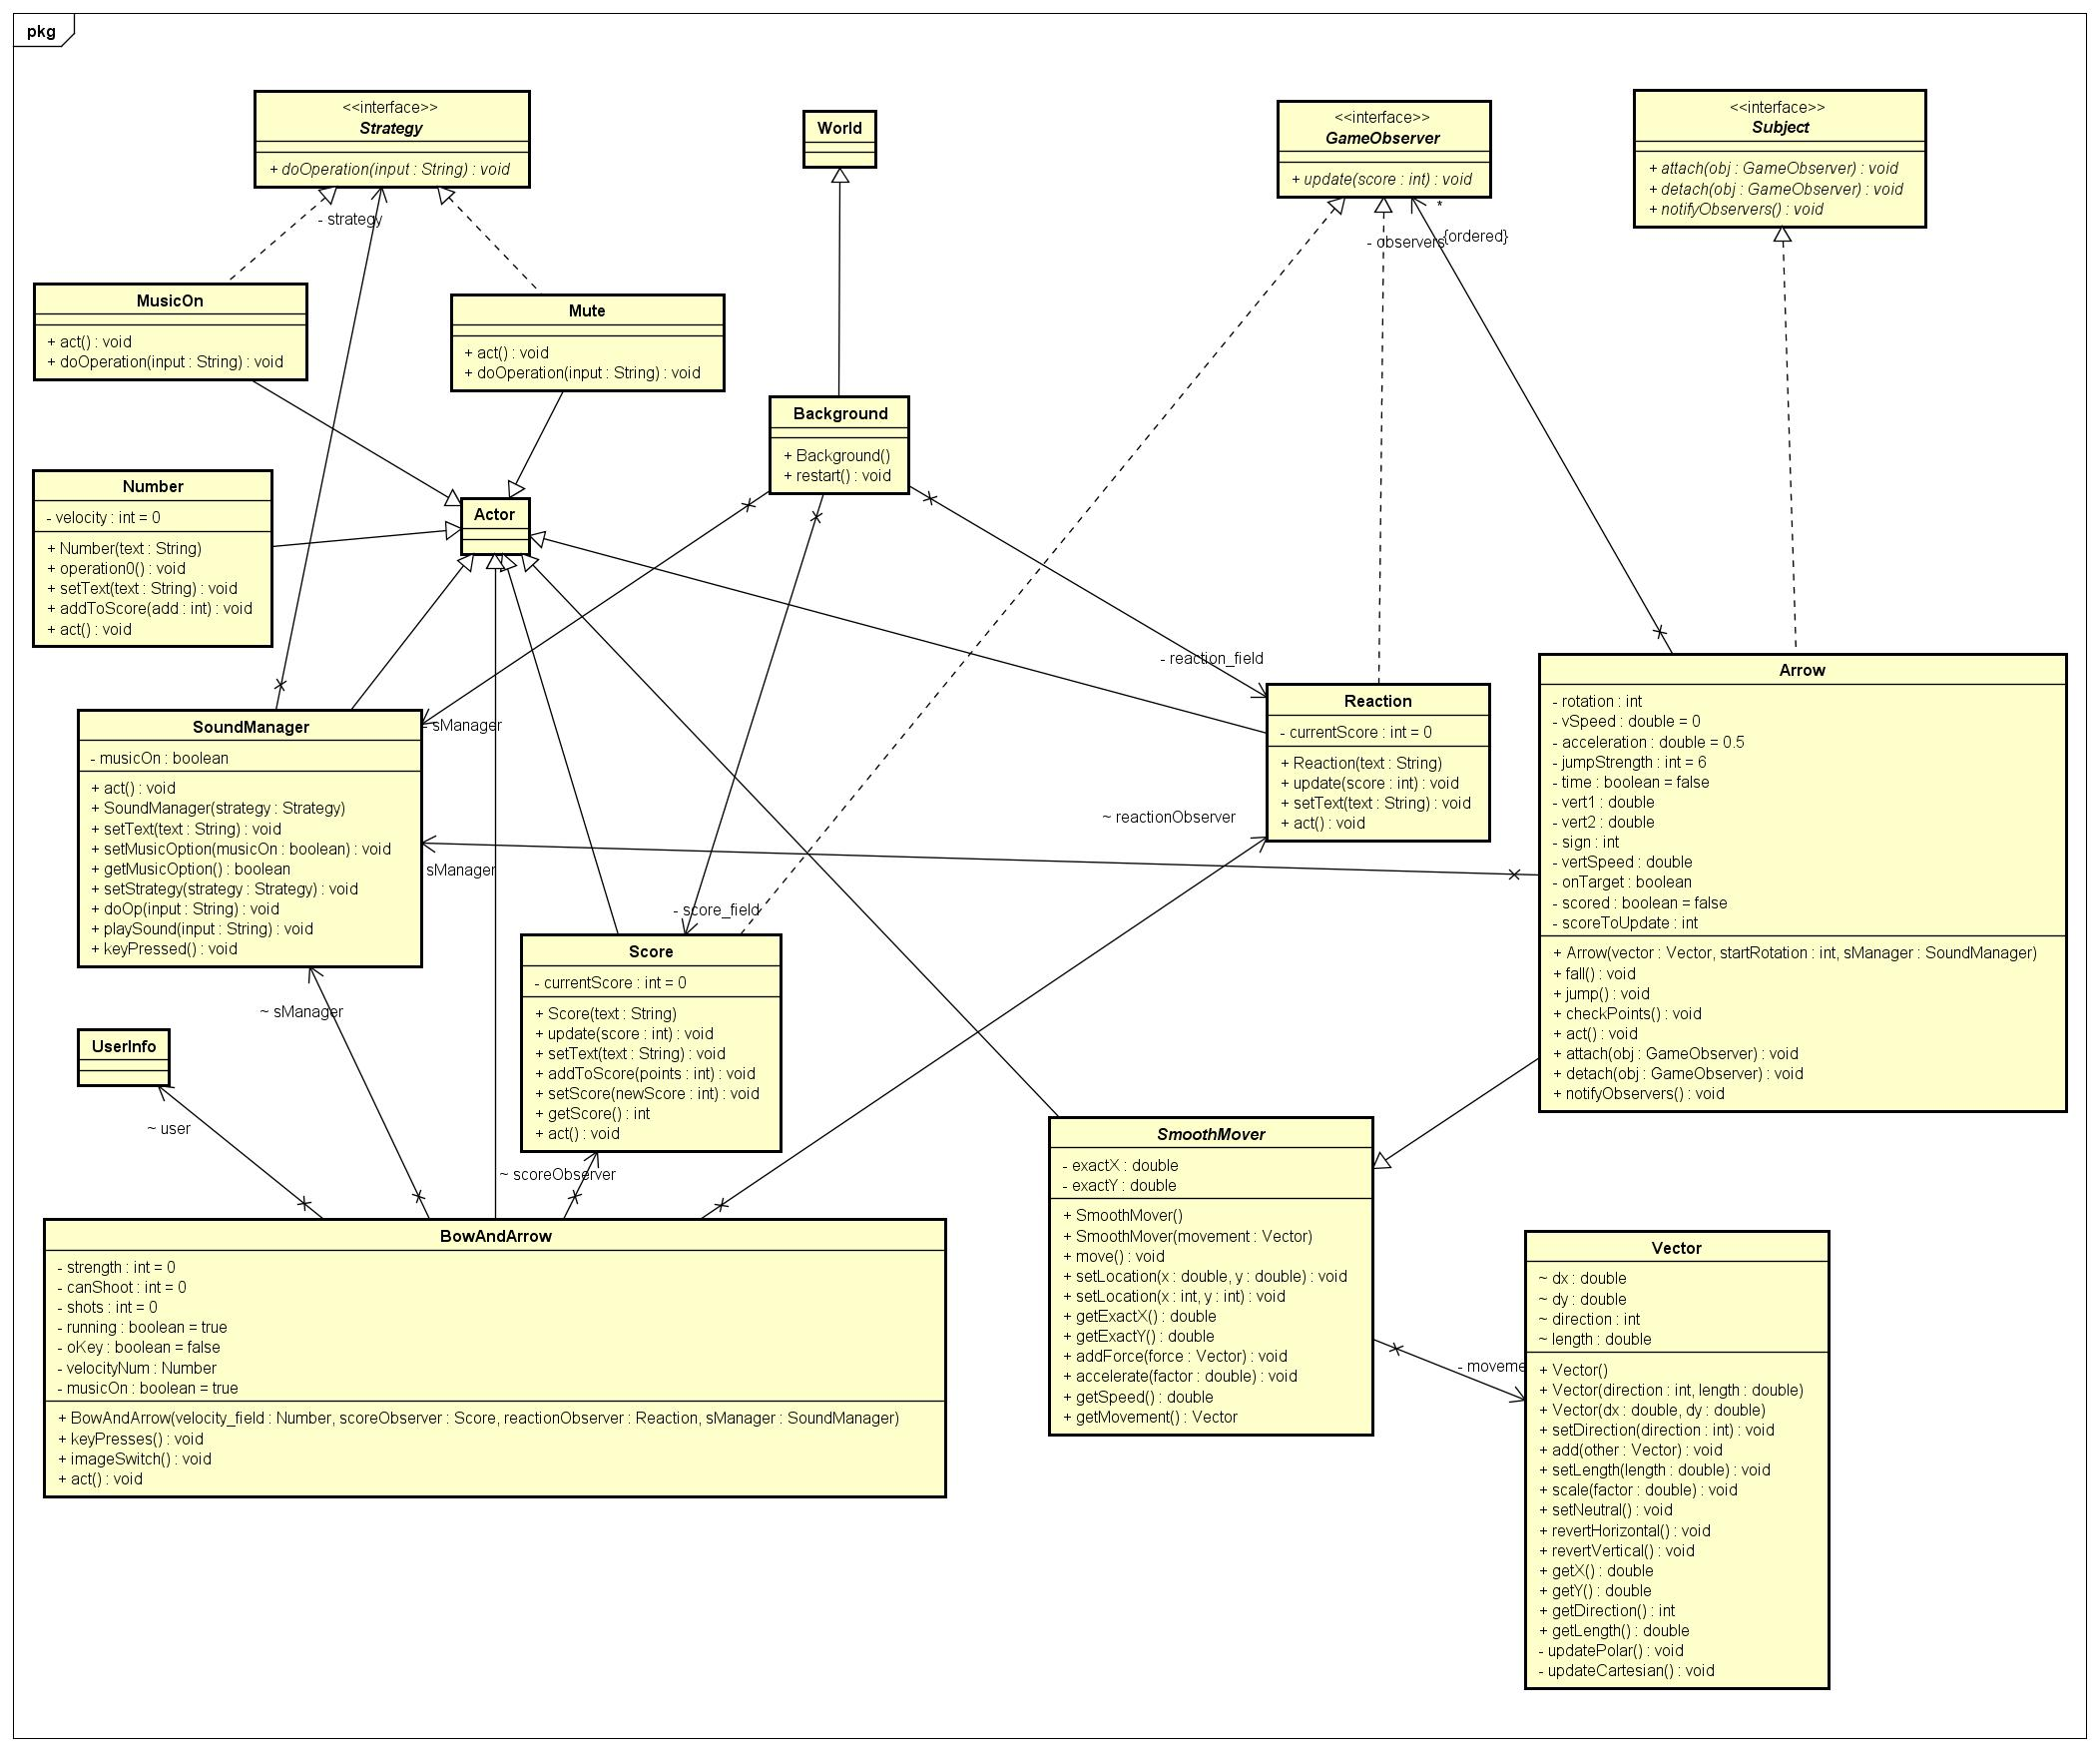 pkg
<<interface>>
Strategy
+ doOperation(input : String) : void
World
<<interface>>
GameObserver
+ update(score : int) : void
<<interface>>
Subject
+ attach(obj : GameObserver) : void
+ detach(obj : GameObserver) : void
+ notifyObservers() : void
- strategy
*
- observers
{ordered}
MusicOn
+ act() : void
+ doOperation(input : String) : void
Mute
+ act() : void
+ doOperation(input : String) : void
Background
+ Background()
+ restart() : void
Number
- velocity : int = 0
+ Number(text : String)
+ operation0() : void
+ setText(text : String) : void
+ addToScore(add : int) : void
+ act() : void
Actor
- reaction_field
SoundManager
- musicOn : boolean
+ act() : void
+ SoundManager(strategy : Strategy)
+ setText(text : String) : void
+ setMusicOption(musicOn : boolean) : void
+ getMusicOption() : boolean
+ setStrategy(strategy : Strategy) : void
+ doOp(input : String) : void
+ playSound(input : String) : void
+ keyPressed() : void
- sManager
Reaction
- currentScore : int = 0
+ Reaction(text : String)
+ update(score : int) : void
+ setText(text : String) : void
+ act() : void
Arrow
- rotation : int
- vSpeed : double = 0
- acceleration : double = 0.5
- jumpStrength : int = 6
- time : boolean = false
- vert1 : double
- vert2 : double
- sign : int
- vertSpeed : double
- onTarget : boolean
- scored : boolean = false
- scoreToUpdate : int
+ Arrow(vector : Vector, startRotation : int, sManager : SoundManager)
+ fall() : void
+ jump() : void
+ checkPoints() : void
+ act() : void
+ attach(obj : GameObserver) : void
+ detach(obj : GameObserver) : void
+ notifyObservers() : void
~ reactionObserver
sManager
- score_field
Score
- currentScore : int = 0
+ Score(text : String)
+ update(score : int) : void
+ setText(text : String) : void
+ addToScore(points : int) : void
+ setScore(newScore : int) : void
+ getScore() : int
+ act() : void
~ sManager
UserInfo
~ user
~ scoreObserver
SmoothMover
- exactX : double
- exactY : double
+ SmoothMover()
+ SmoothMover(movement : Vector)
+ move() : void
+ setLocation(x : double, y : double) : void
+ setLocation(x : int, y : int) : void
+ getExactX() : double
+ getExactY() : double
+ addForce(force : Vector) : void
+ accelerate(factor : double) : void
+ getSpeed() : double
+ getMovement() : Vector
BowAndArrow
- strength : int = 0
- canShoot : int = 0
- shots : int = 0
- running : boolean = true
- oKey : boolean = false
- velocityNum : Number
- musicOn : boolean = true
+ BowAndArrow(velocity_field : Number, scoreObserver : Score, reactionObserver : Reaction, sManager : SoundManager)
+ keyPresses() : void
+ imageSwitch() : void
+ act() : void
- moveme
Vector
~ dx : double
~ dy : double
~ direction : int
~ length : double
+ Vector()
+ Vector(direction : int, length : double)
+ Vector(dx : double, dy : double)
+ setDirection(direction : int) : void
+ add(other : Vector) : void
+ setLength(length : double) : void
+ scale(factor : double) : void
+ setNeutral() : void
+ revertHorizontal() : void
+ revertVertical() : void
+ getX() : double
+ getY() : double
+ getDirection() : int
+ getLength() : double
- updatePolar() : void
- updateCartesian() : void